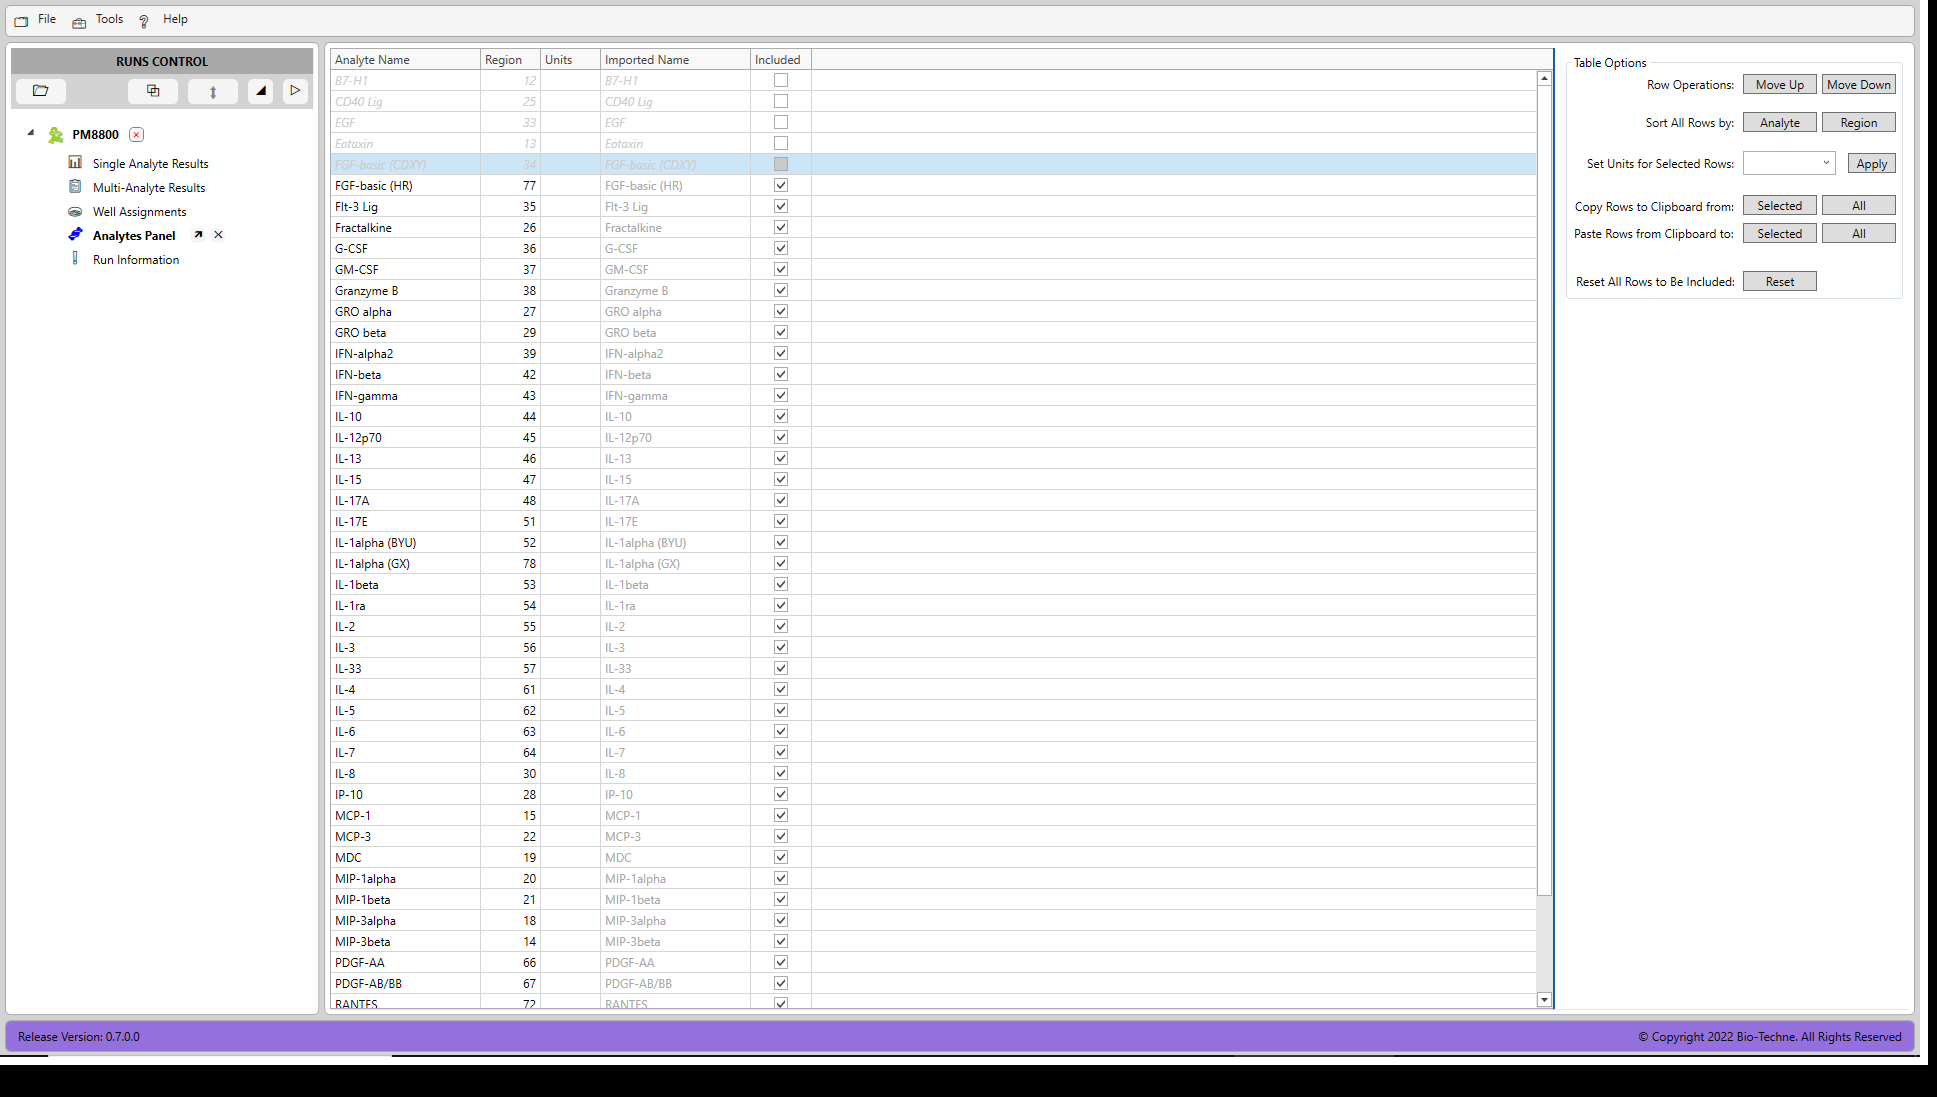 File Tools Help
RUNS CONTROL
PM8800
Single Analyte Results
Multi-Analyte Results
Well Assignments
Analytes Panel
Run Information
Analyte Name Region Units Imported Name Included
B7-H1 12 B7-H1
CD40 Lig 25 CD40 Lig
EGF 33 EGF
Eotaxin 13 Eotaxin
FGF-basic (CDXY) 34 FGF-basic (CDXY)
FGF-basic (HR) 77 FGF-basic (HR)
Flt-3 Lig 35 Flt-3 Lig
Fractalkine 26 Fractalkine
G-CSF 36 G-CSF
GM-CSF 37 GM-CSF
Granzyme B 38 Granzyme B
GRO alpha 27 GRO alpha
GRO beta 29 GRO beta
IFN-alpha2 39 IFN-alpha2
IFN-beta 42 IFN-beta
IFN-gamma 43 IFN-gamma
IL-10 44 IL-10
IL-12p70 45 IL-12p70
IL-13 46 IL-13
IL-15 47 IL-15
IL-17A 48 IL-17A
IL-17E 51 IL-17E
IL-1alpha (BYU) 52 IL-1alpha (BYU)
IL-1alpha (GX) 78 IL-1alpha (GX)
IL-1beta 53 IL-1beta
IL-1ra 54 IL-1ra
IL-2 55 IL-2
IL-3 56 IL-3
IL-33 57 IL-33
IL-4 61 IL-4
IL-5 62 IL-5
IL-6 63 IL-6
IL-7 64 IL-7
IL-8 30 IL-8
IP-10 28 IP-10
MCP-1 15 MCP-1
MCP-3 22 MCP-3
MDC 19 MDC
MIP-1alpha 20 MIP-1alpha
MIP-1beta 21 MIP-1beta
MIP-3alpha 18 MIP-3alpha
MIP-3beta 14 MIP-3beta
PDGF-AA 66 PDGF-AA
PDGF-AB/BB 67 PDGF-AB/BB
RANTES 72 RANTES
Table Options
Row Operations: Move Up Move Down
Sort All Rows by: Analyte Region
Set Units for Selected Rows: Apply
Copy Rows to Clipboard from: Selected All
Paste Rows from Clipboard to: Selected All
Reset All Rows to Be Included: Reset
Release Version: 0.7.0.0
© Copyright 2022 Bio-Techne. All Rights Reserved